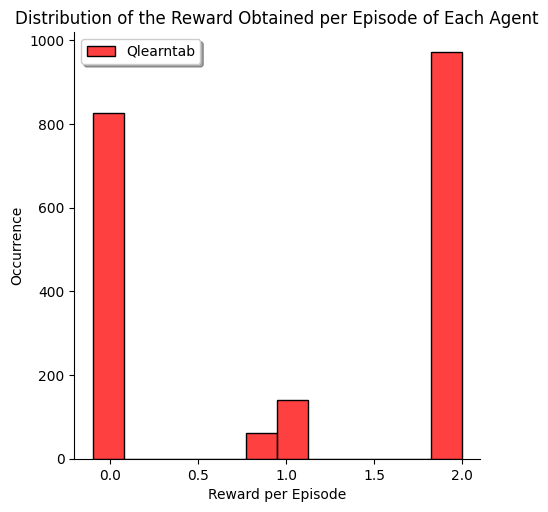 Distribution of the Reward Obtained per Episode of Each Agent
Qlearntab
1000
800
600
400
200
0
Occurrence
0.0 0.5 1.0 1.5 2.0
Reward per Episode